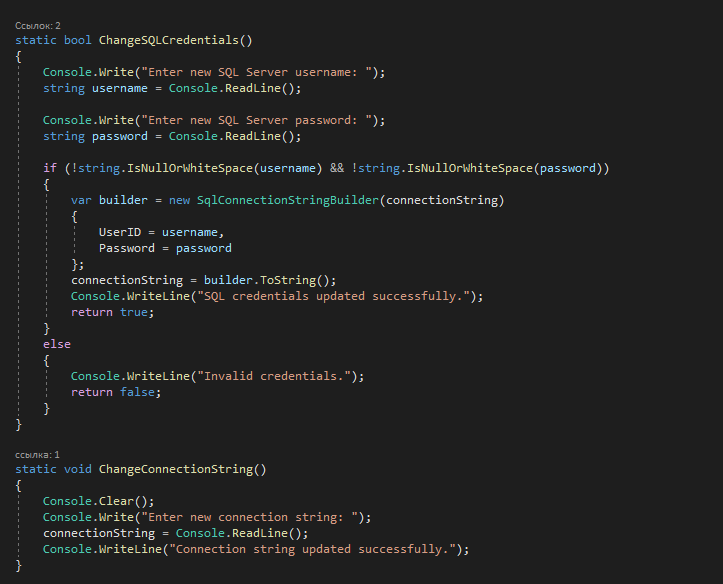 Ссылок: 2
static bool ChangeSQLCredentials()
{
    Console.Write("Enter new SQL Server username: ");
    string username = Console.ReadLine();

    Console.Write("Enter new SQL Server password: ");
    string password = Console.ReadLine();

    if (!string.IsNullOrWhiteSpace(username) && !string.IsNullOrWhiteSpace(password))
    {
        var builder = new SqlConnectionStringBuilder(connectionString)
        {
            UserID = username,
            Password = password
        };
        connectionString = builder.ToString();
        Console.WriteLine("SQL credentials updated successfully.");
        return true;
    }
    else
    {
        Console.WriteLine("Invalid credentials.");
        return false;
    }
}

ссылка: 1
static void ChangeConnectionString()
{
    Console.Clear();
    Console.Write("Enter new connection string: ");
    connectionString = Console.ReadLine();
    Console.WriteLine("Connection string updated successfully.");
}